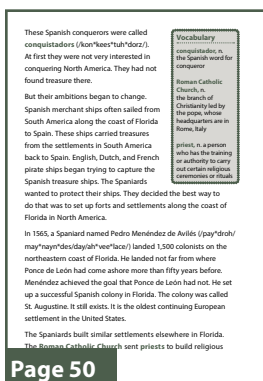 These Spanish conquerors were called
conquistadors (/kon*kees*tuh*dorz/).
At first they were not very interested in
conquering North America. They had not
found treasure there.
But their ambitions began to change.
Spanish merchant ships often sailed from
South America along the coast of Florida
to Spain. These ships carried treasures
from the settlements in South America
back to Spain. English, Dutch, and French
pirate ships began trying to capture the
Spanish treasure ships. The Spaniards
wanted to protect their ships. They decided the best way to
do that was to set up forts and settlements along the coast of
Florida in North America.
In 1565, a Spaniard named Pedro Menéndez de Avilés (/pay*droh/
may*nayn*des/day/ah*vee*lace/) landed 1,500 colonists on the
northeastern coast of Florida. He landed not far from where
Ponce de León had come ashore more than fifty years before.
Menéndez achieved the goal that Ponce de León had not. He set
up a successful Spanish colony in Florida. The colony was called
St. Augustine. It still exists. It is the oldest continuous European
settlement in the United States.
The Spaniards built similar settlements elsewhere in Florida.
The Roman Catholic Church sent priests to build religious
Vocabulary
conquistador, n.
the Spanish word for
conqueror
Roman Catholic
Church, n.
the branch of
Christianity led by
the pope, whose
headquarters are in
Rome, Italy
priest, n. a person
who has the training
or authority to carry
out certain religious
ceremonies or rituals
Page 50